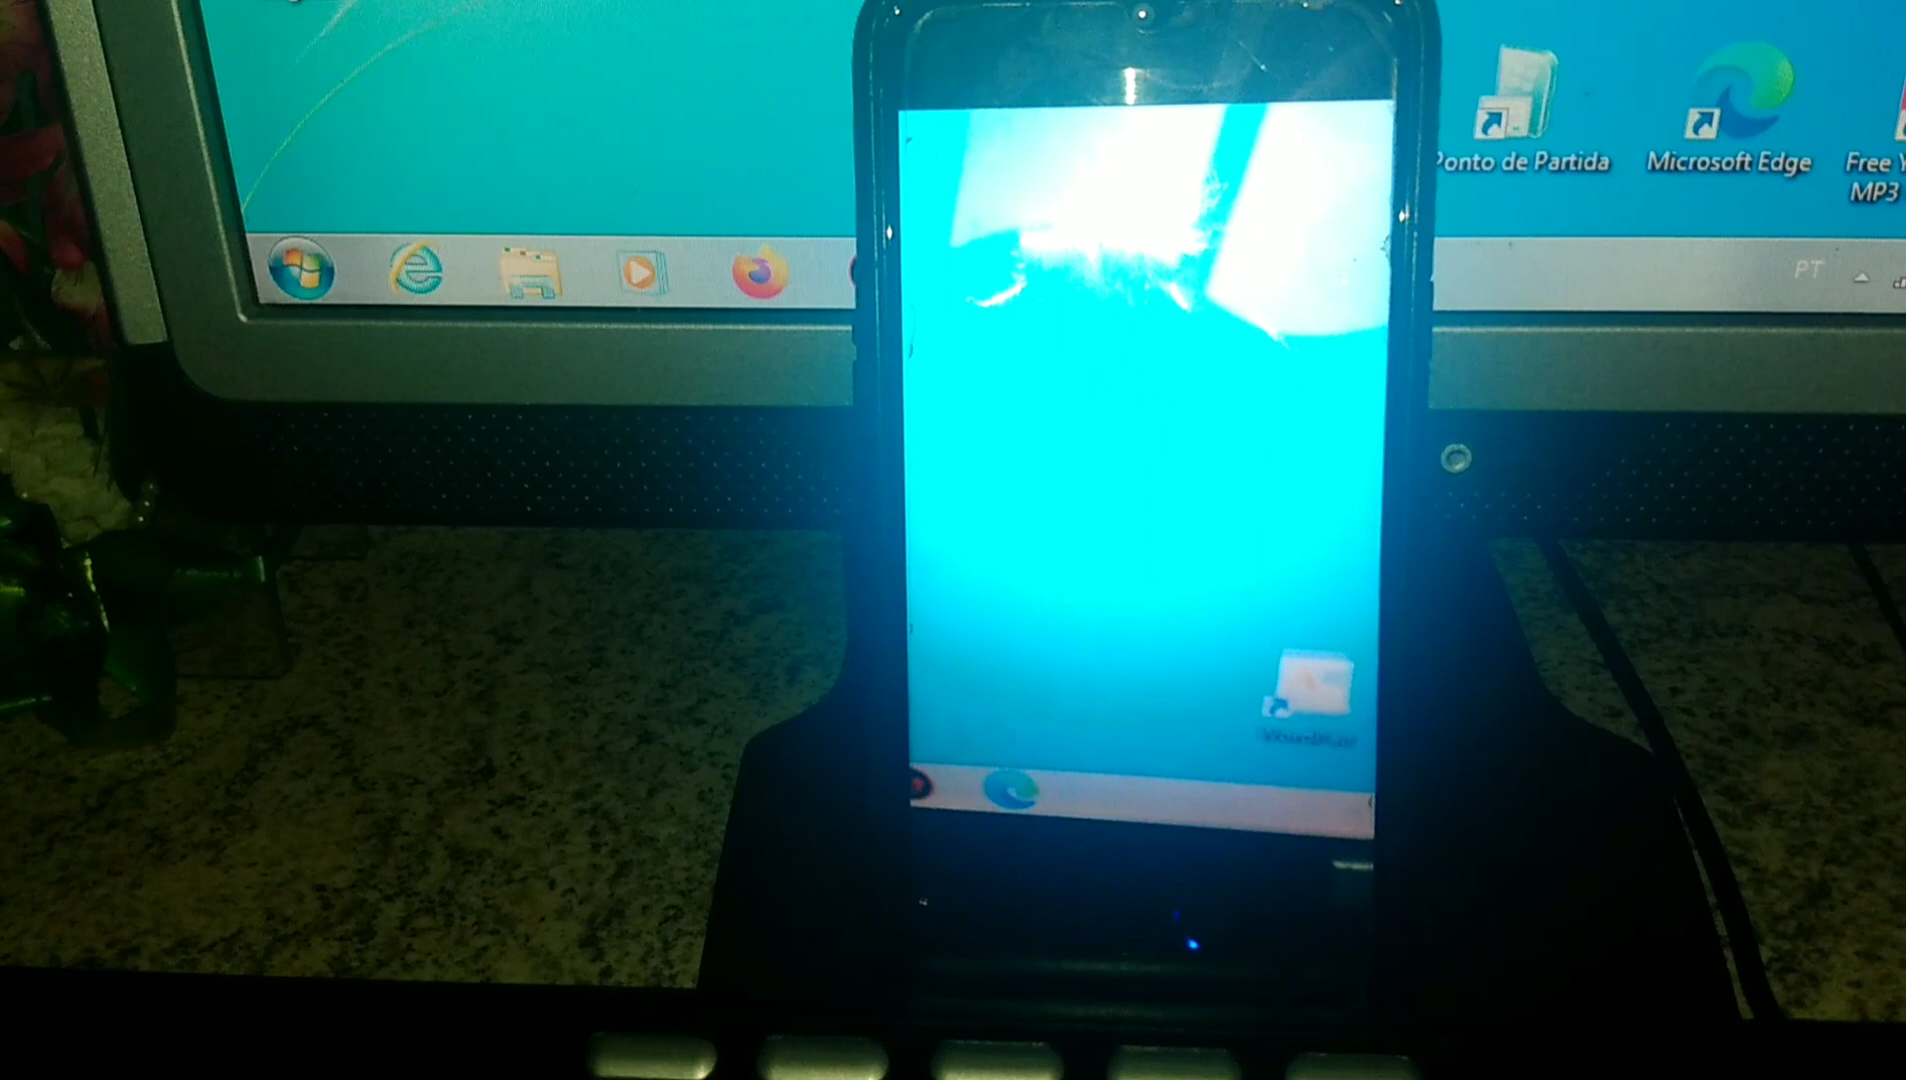 Ponto de Partida
Microsoft Edge
Free Y
MP3
PT